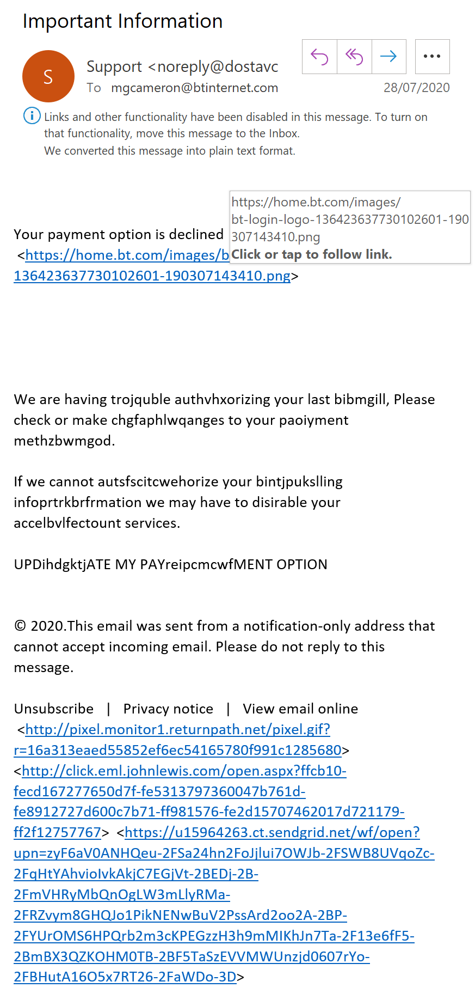 Important Information
S
Support <noreply@dostavc
To mgcameron@btinternet.com
28/07/2020
Links and other functionality have been disabled in this message. To turn on
that functionality, move this message to the Inbox.
We converted this message into plain text format.
https://home.bt.com/images/
bt-login-logo-136423637730102601-190
307143410.png
Click or tap to follow link.
Your payment option is declined
<https://home.bt.com/images/b
136423637730102601-190307143410.png>
We are having trojquble authvhxorizing your last bibmgill, Please
check or make chgfaphlwqanges to your paoiyment
methzbwmgod.
If we cannot autsfscitcwehorize your bintjpukslling
infoprtrkbrfrmation we may have to disirable your
accelbvlfectount services.
UPDihdgktjATE MY PAYreipcmcwfMENT OPTION
© 2020.This email was sent from a notification-only address that
cannot accept incoming email. Please do not reply to this
message.
Unsubscribe | Privacy notice | View email online
<http://pixel.monitor1.returnpath.net/pixel.gif?
r=16a313eaed55852ef6ec54165780f991c1285680>
<http://click.eml.johnlewis.com/open.aspx?ffcb10-
fecd167277650d7f-fe5313797360047b761d-
fe8912727d600c7b71-ff981576-fe2d15707462017d721179-
ff2f12757767> <https://u15964263.ct.sendgrid.net/wf/open?
upn=zyF6aV0ANHQeu-2FSa24hn2FoJjlui7OWJb-2FSWB8UVqoZc-
2FqHtYAhvioIvkAkjC7EGjVt-2BEDj-2B-
2FmVHRyMbQnOgLW3mLlyRMa-
2FRZvym8GHQJo1PikNENwBuV2PssArd2oo2A-2BP-
2FYUrOMS6HPQrb2m3cKPEGzzH3h9mMIKhJn7Ta-2F13e6fF5-
2BmBX3QZKOHM0TB-2BF5TaSzEVVMWUnzjd0607rYo-
2FBHutA16O5x7RT26-2FaWDo-3D>